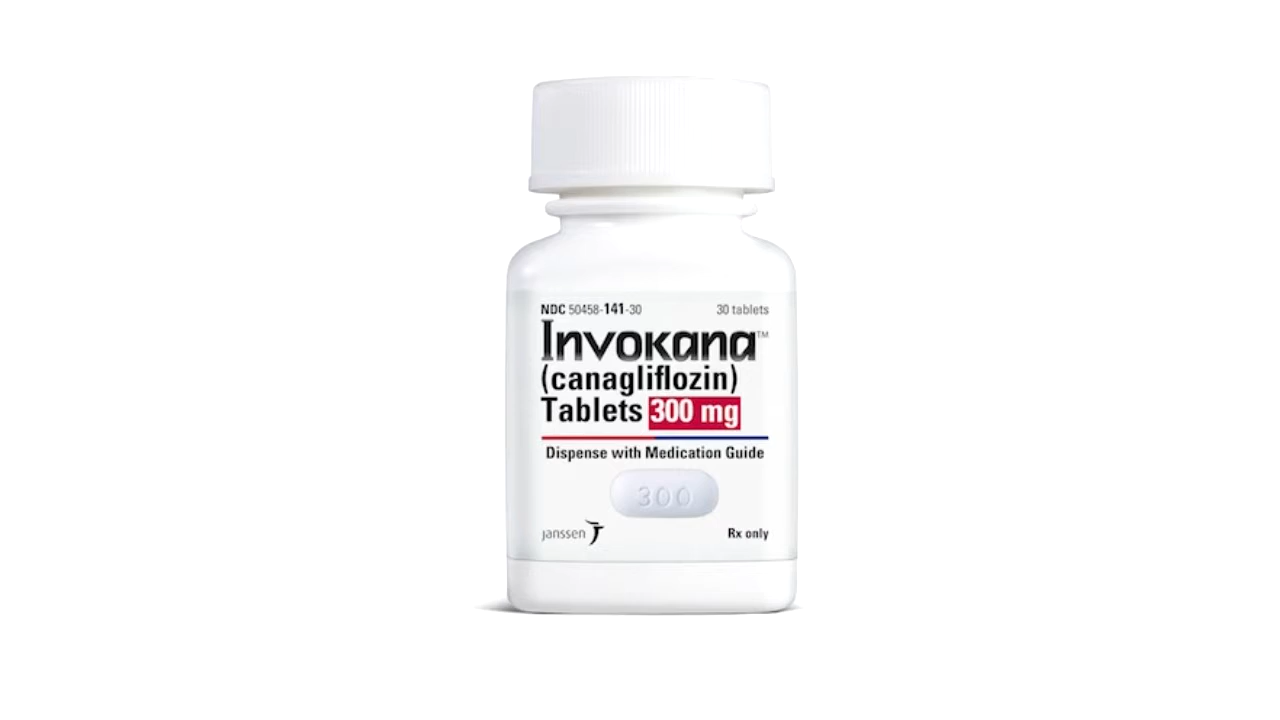 NDC 50458-141-30 30 tablets
Invokana™
(canagliflozin)
Tablets 300 mg
Dispense with Medication Guide
300
janssen
Rx only